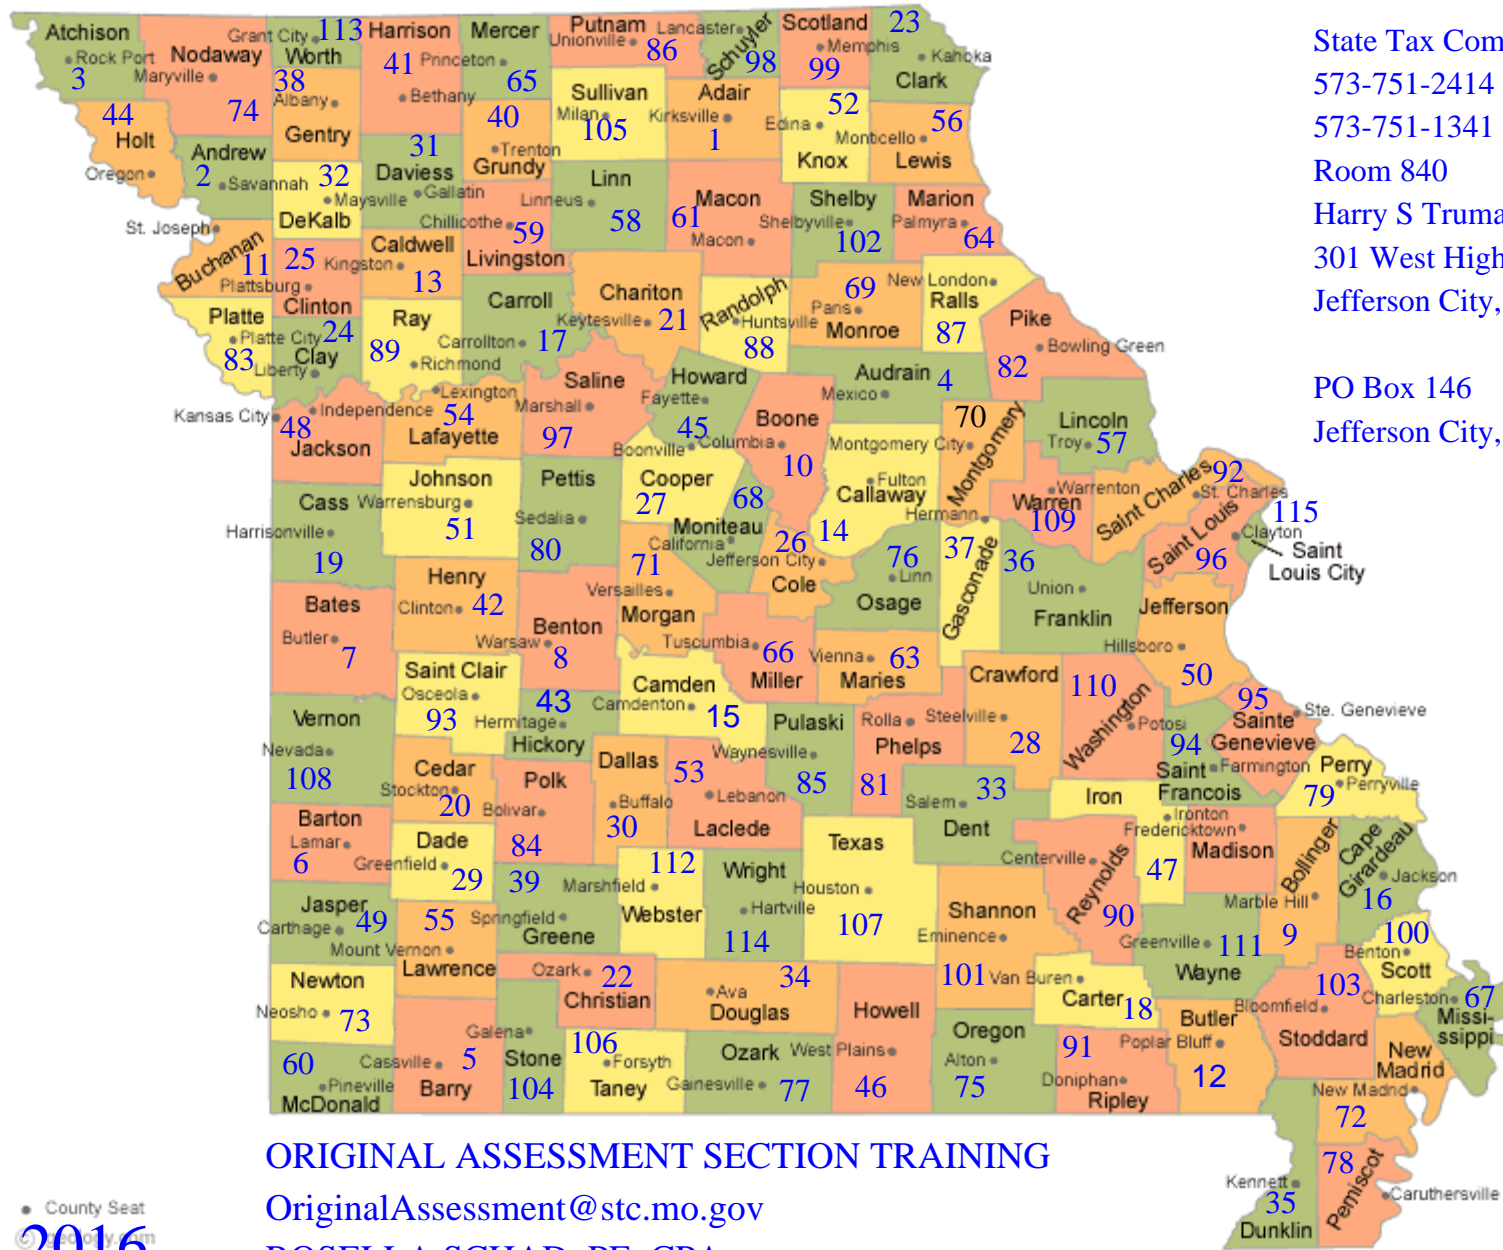 Atchison
Rock Port
3
Nodaway
Maryville
74
Grant City
113
Worth
Harrison
41
Bethany
Mercer
Princeton
65
Putnam
Unionville
86
Lancaster
Schuyler
98
Scotland
Memphis
99
23
Kahoka
Clark
44
Holt
Oregon
38
Albany
Gentry
40
Trenton
Grundy
Sullivan
Milan
105
Adair
Kirksville
1
52
Edina
Knox
56
Monticello
Lewis
Andrew
2
Savannah
32
Maysville
DeKalb
31
Daviess
Gallatin
Chillicothe
59
Livingston
Linn
Linneus
58
Macon
61
Macon
Shelby
Shelbyville
102
Marion
Palmyra
64
St. Joseph
Buchanan
11
25
Plattsburg
Clinton
Caldwell
Kingston
13
Carroll
Carrollton
17
Chariton
Keytesville
21
Randolph
Huntsville
88
69
Paris
Monroe
New London
Ralls
87
Pike
82
Bowling Green
Platte
Platte City
83
24
Clay
Liberty
Ray
89
Richmond
Kansas City
48
Independence
Jackson
Lexington
54
Lafayette
Saline
Marshall
97
Howard
Fayette
45
Boone
Columbia
10
Audrain
4
Mexico
70
Montgomery City
Montgomery
Lincoln
Troy
57
Cass
Harrisonville
19
Johnson
Warrensburg
51
Pettis
Sedalia
80
Boonville
Cooper
27
68
Moniteau
California
Callaway
Fulton
14
Hermann
Warren
Warrenton
109
Saint Charles
92
St. Charles
Saint Louis
96
115
Clayton
Saint
Louis City
Bates
Butler
7
Henry
Clinton
42
Benton
Warsaw
8
71
Versailles
Morgan
26
Jefferson City
Cole
76
Linn
Osage
37
Gasconade
36
Union
Franklin
Jefferson
Hillsboro
50
Saint Clair
Osceola
93
43
Hermitage
Hickory
Camden
Camdenton
15
Tuscumbia
66
Miller
Vienna
63
Maries
Crawford
Steelville
28
110
Washington
Potosi
95
Sainte
Genevieve
Ste. Genevieve
Vernon
Nevada
108
Cedar
Stockton
20
Polk
Bolivar
84
Dallas
Buffalo
30
53
Lebanon
Laclede
Pulaski
Waynesville
85
Rolla
Phelps
81
Salem
33
Dent
Iron
Ironton
47
94
Saint
Francois
Farmington
Perry
79
Perryville
Barton
Lamar
6
Dade
Greenfield
29
39
Springfield
Greene
112
Marshfield
Webster
Wright
Hartville
114
Texas
Houston
107
Shannon
Eminence
101
Centerville
Reynolds
90
Fredericktown
Madison
Bollinger
Marble Hill
9
Cape
Girardeau
Jackson
16
Jasper
49
Carthage
55
Mount Vernon
Lawrence
Ozark
22
Christian
34
Ava
Douglas
Howell
West Plains
46
Van Buren
Carter
18
Greenville
111
Wayne
103
Bloomfield
Stoddard
100
Benton
Scott
Charleston
67
Missi-
ssippi
Newton
Neosho
73
60
Pineville
McDonald
Cassville
5
Barry
Galena
Stone
104
106
Forsyth
Taney
Ozark
Gainesville
77
Oregon
Alton
75
91
Doniphan
Ripley
Butler
Poplar Bluff
12
New
Madrid
New Madrid
72
78
Pemiscot
Caruthersville
Kennett
35
Dunklin
State Tax Com
573-751-2414
573-751-1341
Room 840
Harry S Truma
301 West High
Jefferson City,
PO Box 146
Jefferson City,
ORIGINAL ASSESSMENT SECTION TRAINING
OriginalAssessment@stc.mo.gov
ROSELLA SCHAD, PE, CPA
County Seat
© geology.com
2016